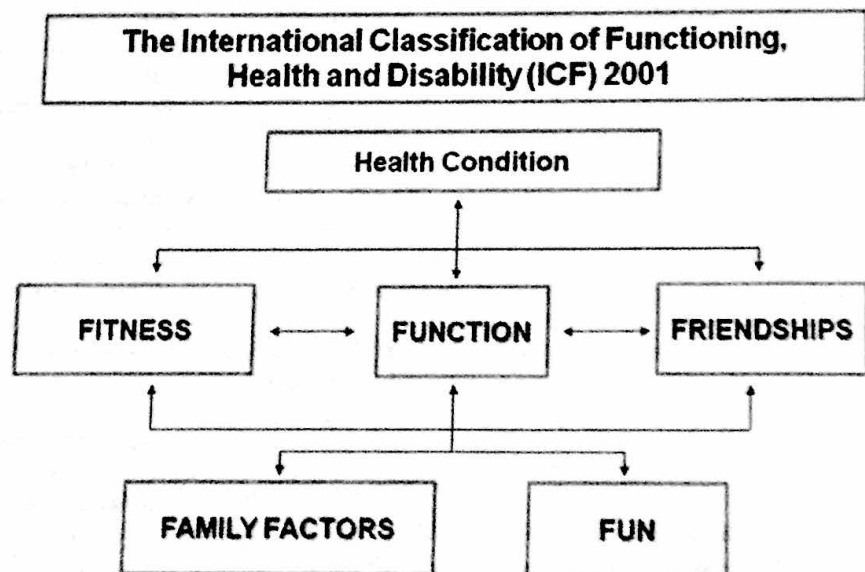 The International Classification of Functioning,
Health and Disability (ICF) 2001
Health Condition
FITNESS
FUNCTION
FRIENDSHIPS
FAMILY FACTORS
FUN